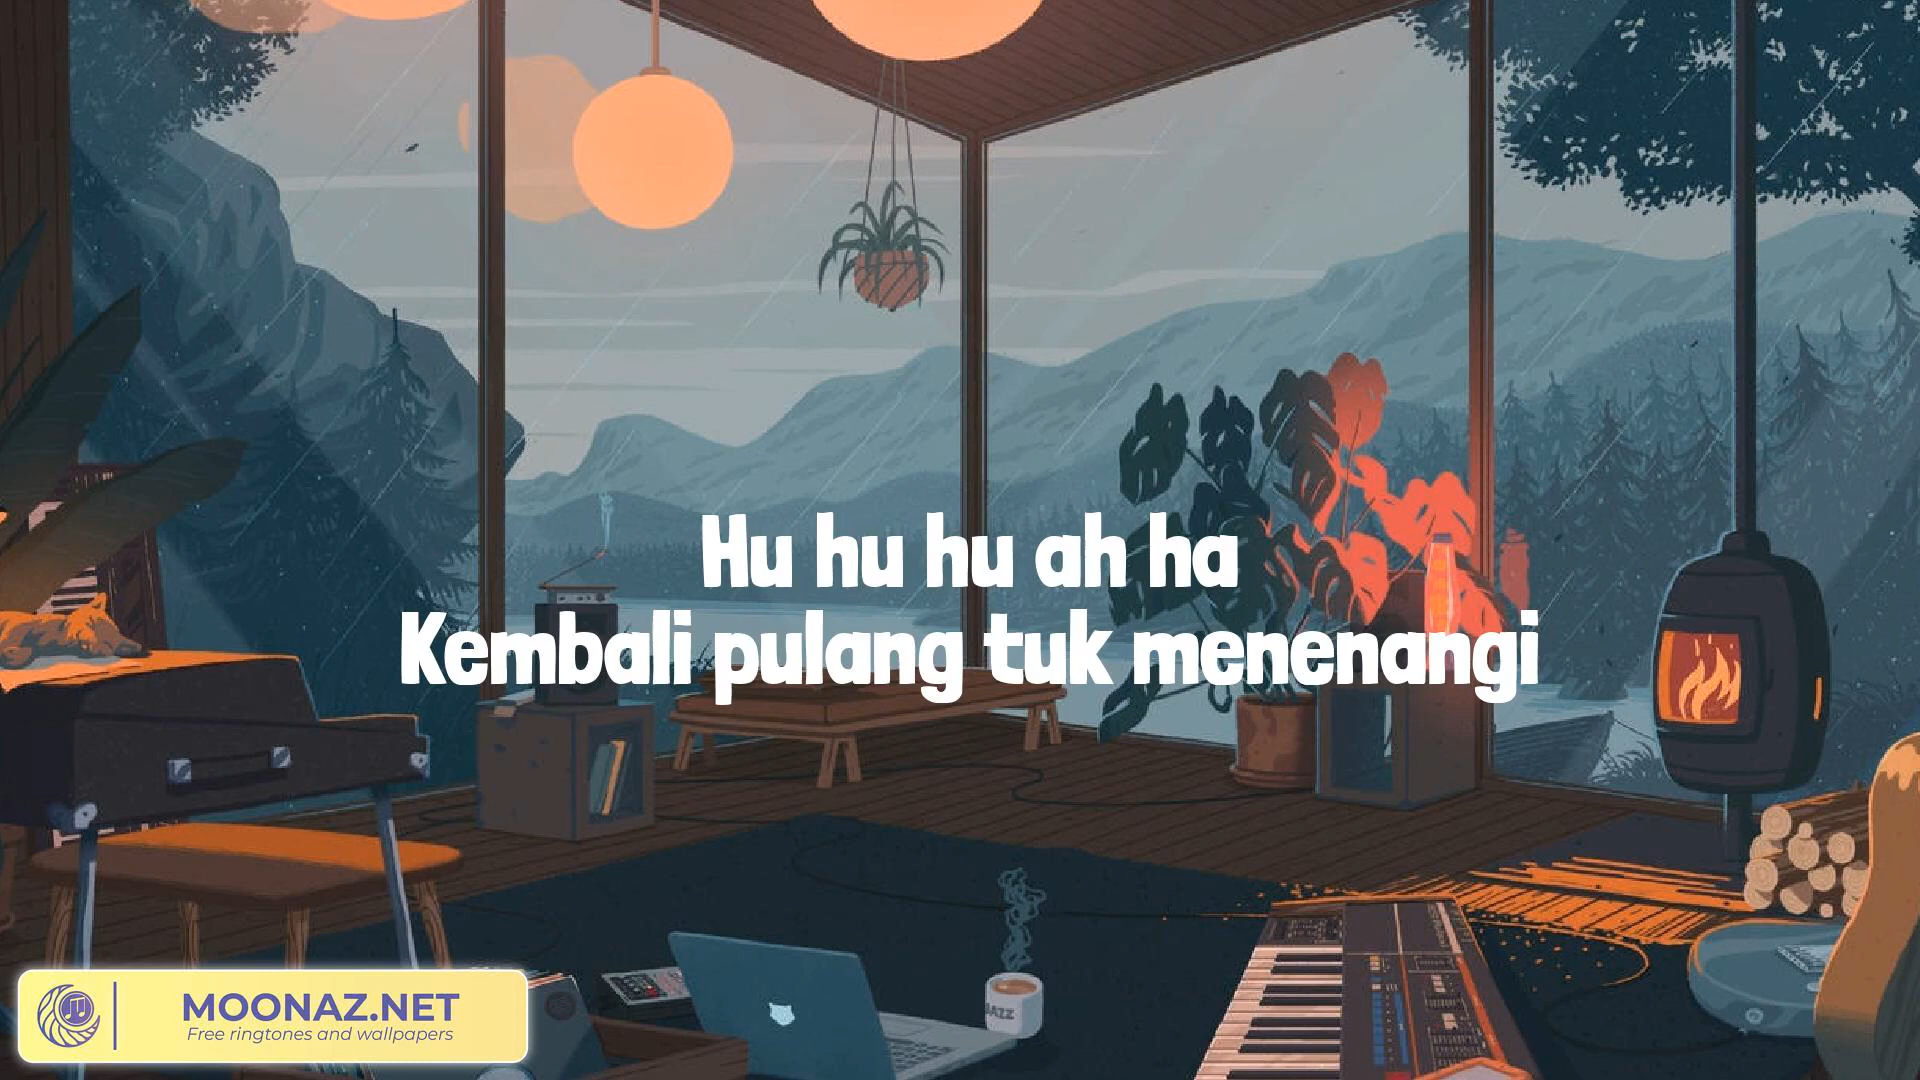 Hu hu hu ah ha
Kembali pulang tuk menenangi
MOONAZ.NET
Free ringtones and wallpapers